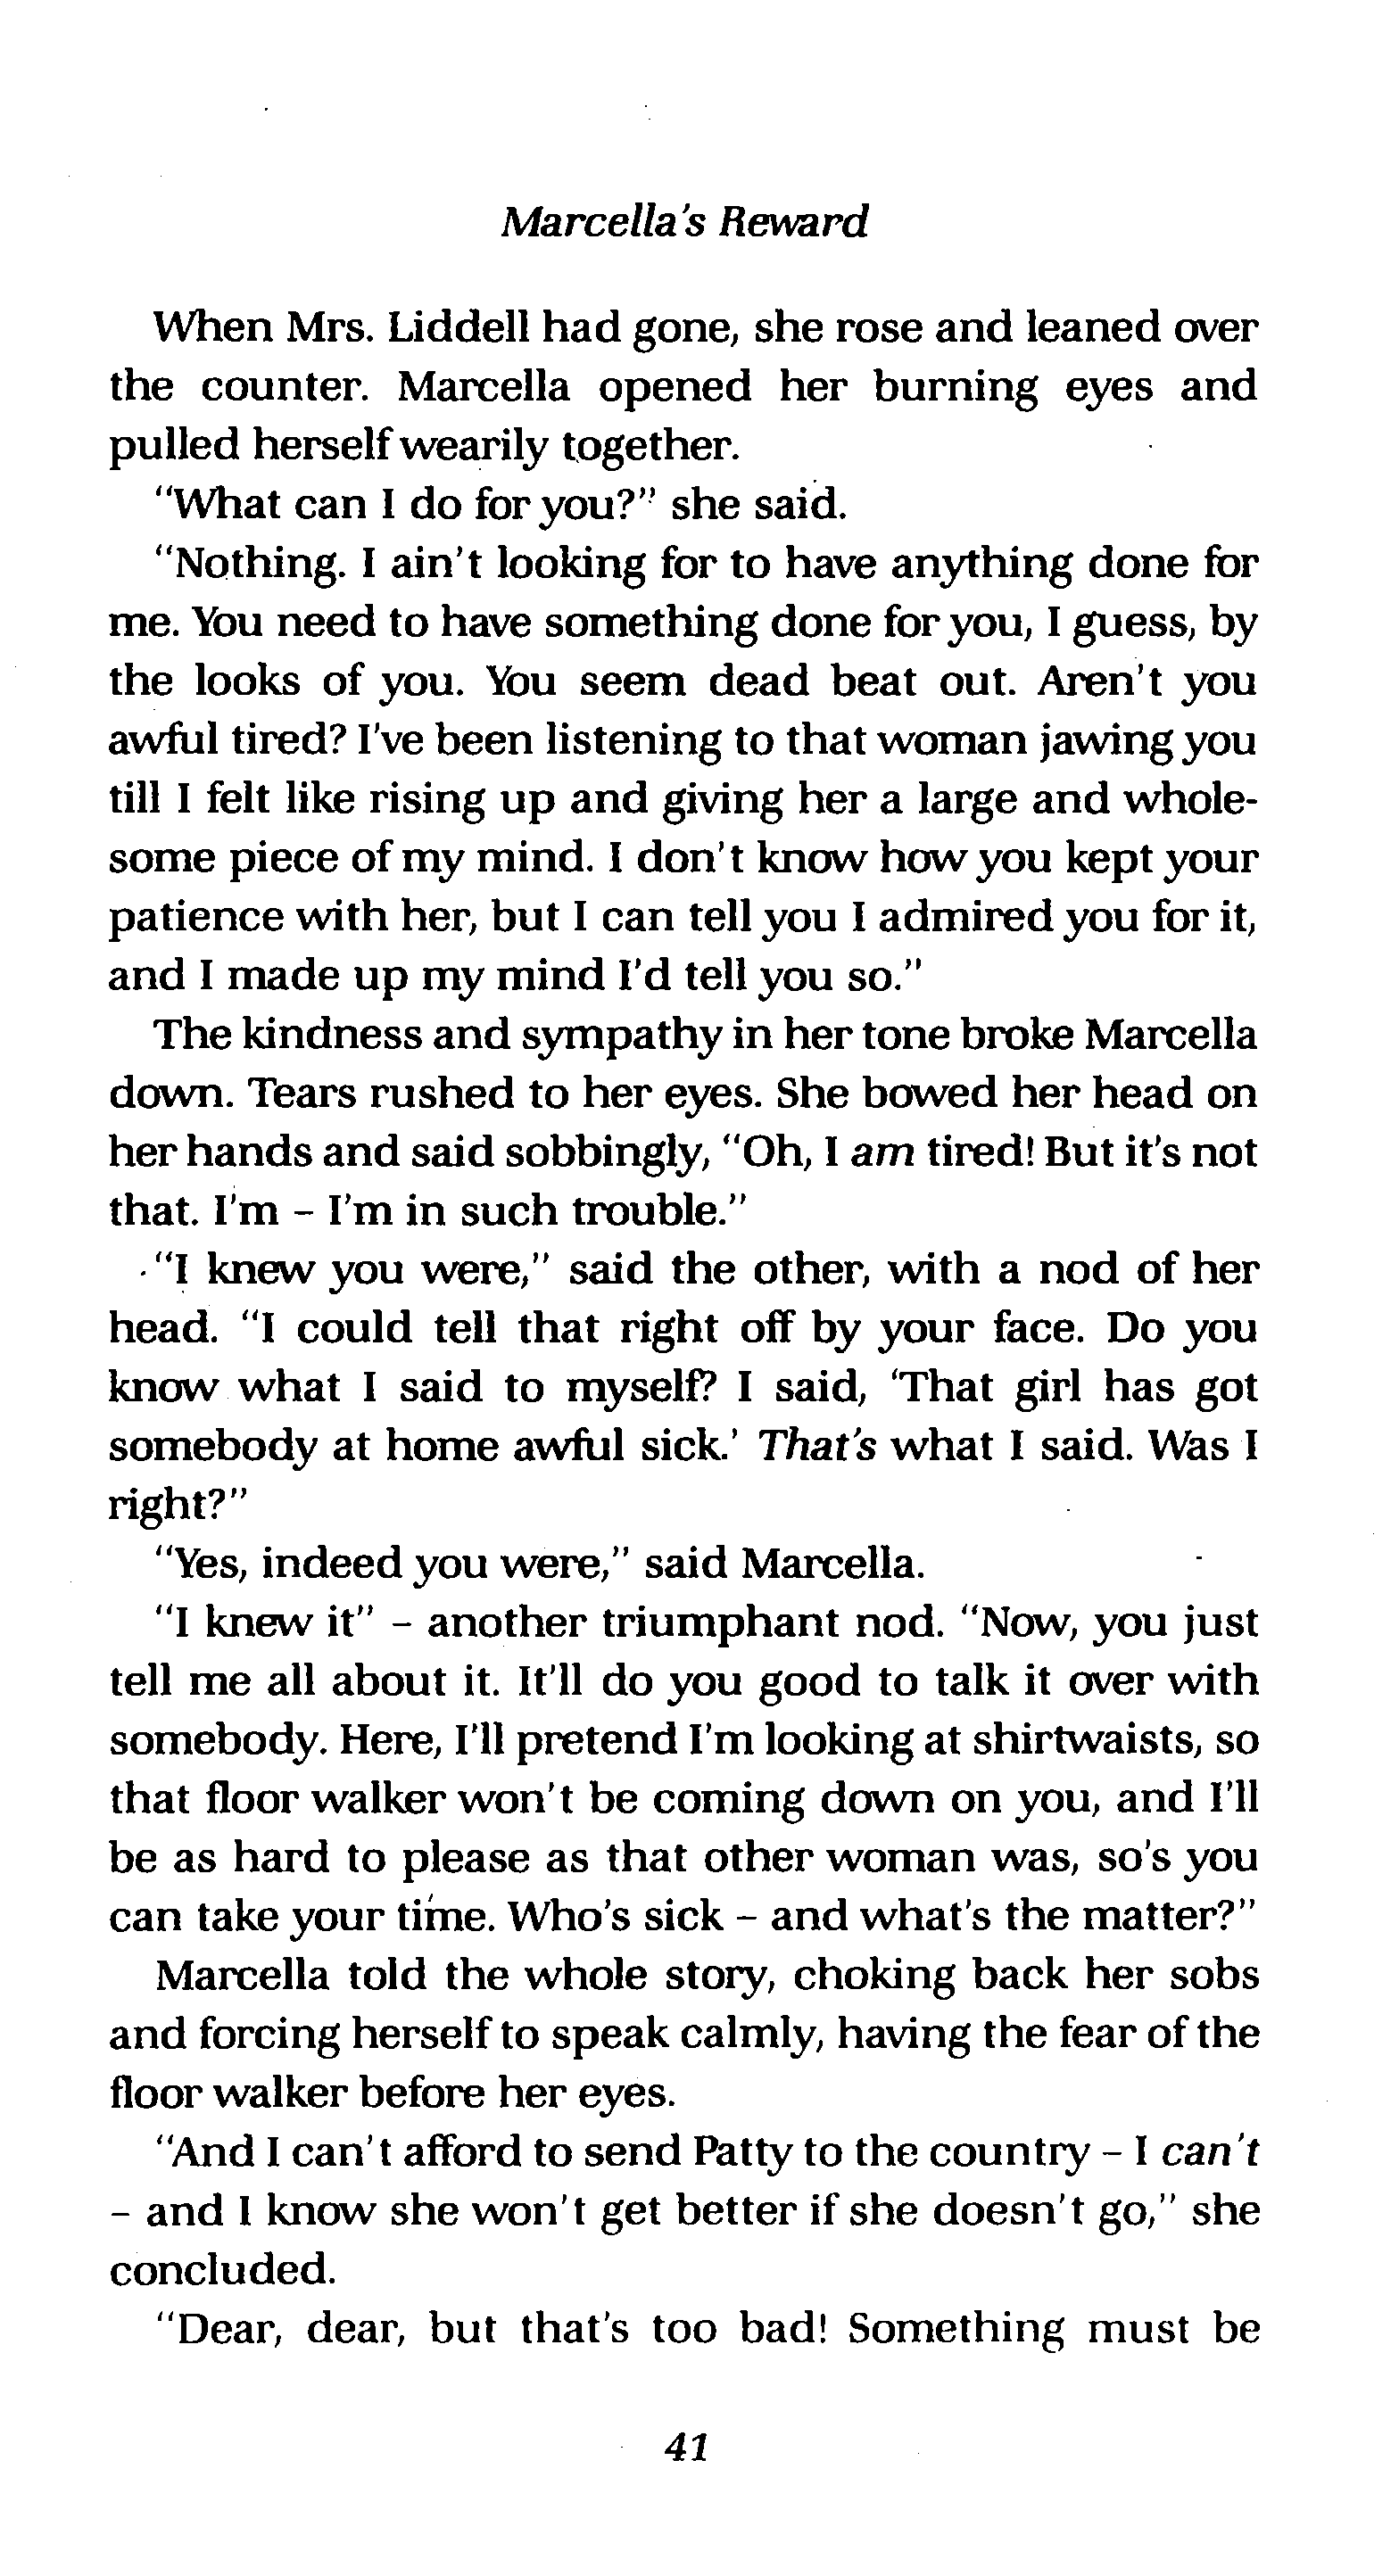 Marcella's Reward
When Mrs. Liddell had gone, she rose and leaned over
the counter. Marcella opened her burning eyes and
pulled herself wearily together.
"What can I do for you?" she said.
"Nothing. I ain't looking for to have anything done for
me. You need to have something done for you, I guess, by
the looks of you. You seem dead beat out. Aren't you
awful tired? I've been listening to that woman jawing you
till I felt like rising up and giving her a large and whole-
some piece of my mind. I don't know how you kept your
patience with her, but I can tell you I admired you for it,
and I made up my mind I'd tell you so."
The kindness and sympathy in her tone broke Marcella
down. Tears rushed to her eyes. She bowed her head on
her hands and said sobbingly, "Oh, I am tired! But it's not
that. I'm – I'm in such trouble."
"I knew you were," said the other, with a nod of her
head. "I could tell that right off by your face. Do you
know what I said to myself? I said, 'That girl has got
somebody at home awful sick.' That's what I said. Was I
right?"
"Yes, indeed you were," said Marcella.
"I knew it" – another triumphant nod. "Now, you just
tell me all about it. It'll do you good to talk it over with
somebody. Here, I'll pretend I'm looking at shirtwaists, so
that floor walker won't be coming down on you, and I'll
be as hard to please as that other woman was, so's you
can take your time. Who's sick – and what's the matter?"
Marcella told the whole story, choking back her sobs
and forcing herself to speak calmly, having the fear of the
floor walker before her eyes.
"And I can't afford to send Patty to the country – I can't
– and I know she won't get better if she doesn't go," she
concluded.
"Dear, dear, but that's too bad! Something must be
41